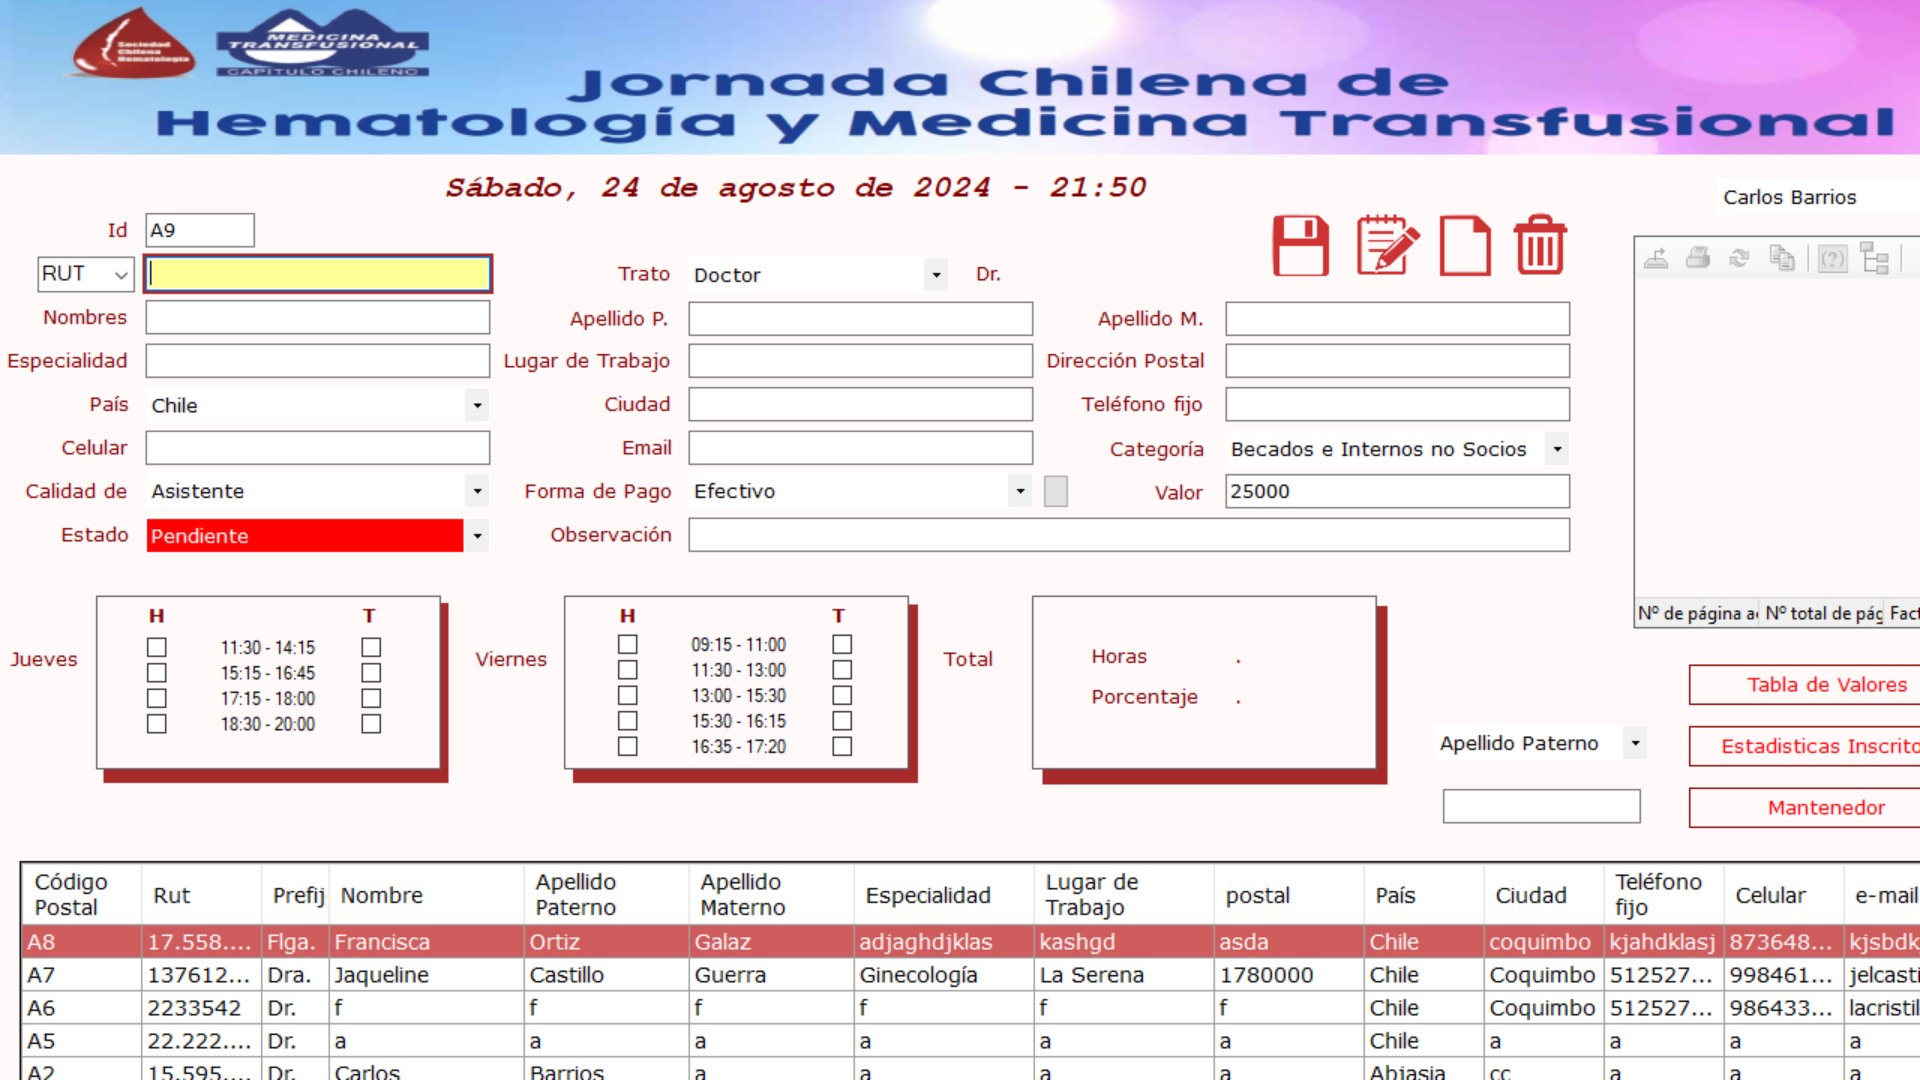 Sociedad
Chilena
Hematología
MEDICINA
TRANSFUSIONAL
CAPITULO CHILENO
Jornada Chilena de
Hematología y Medicina Transfusional
Sábado, 24 de agosto de 2024 - 21:50
Carlos Barrios
Id A9
RUT Trato Doctor Dr.
Nombres Apellido P. Apellido M.
Especialidad Lugar de Trabajo Dirección Postal
País Chile Ciudad Teléfono fijo
Celular Email Categoría Becados e Internos no Socios
Calidad de Asistente Forma de Pago Efectivo Valor 25000
Estado Pendiente Observación
Nº de página a Nº total de pág Fact
Jueves
H T
11:30 - 14:15
15:15 - 16:45
17:15 - 18:00
18:30 - 20:00
Viernes
H T
09:15 - 11:00
11:30 - 13:00
13:00 - 15:30
15:30 - 16:15
16:35 - 17:20
Total
Horas .
Porcentaje .
Tabla de Valores
Apellido Paterno
Estadisticas Inscrito
Mantenedor
Código Postal Rut Prefij Nombre Apellido Paterno Apellido Materno Especialidad Lugar de Trabajo postal País Ciudad Teléfono fijo Celular e-mail
A8 17.558.... Flga. Francisca Ortiz Galaz adjaghdjklas kashgd asda Chile coquimbo kjahdklasj 873648... kjsbdk
A7 137612... Dra. Jaqueline Castillo Guerra Ginecología La Serena 1780000 Chile Coquimbo 512527... 998461... jelcasti
A6 2233542 Dr. f f f f f f Chile Coquimbo 512527... 986433... lacristil
A5 22.222.... Dr. a a a a a a Chile a a a a
A2 15.595.... Dr. Carlos Barrios a a a a Abjasia cc a a a